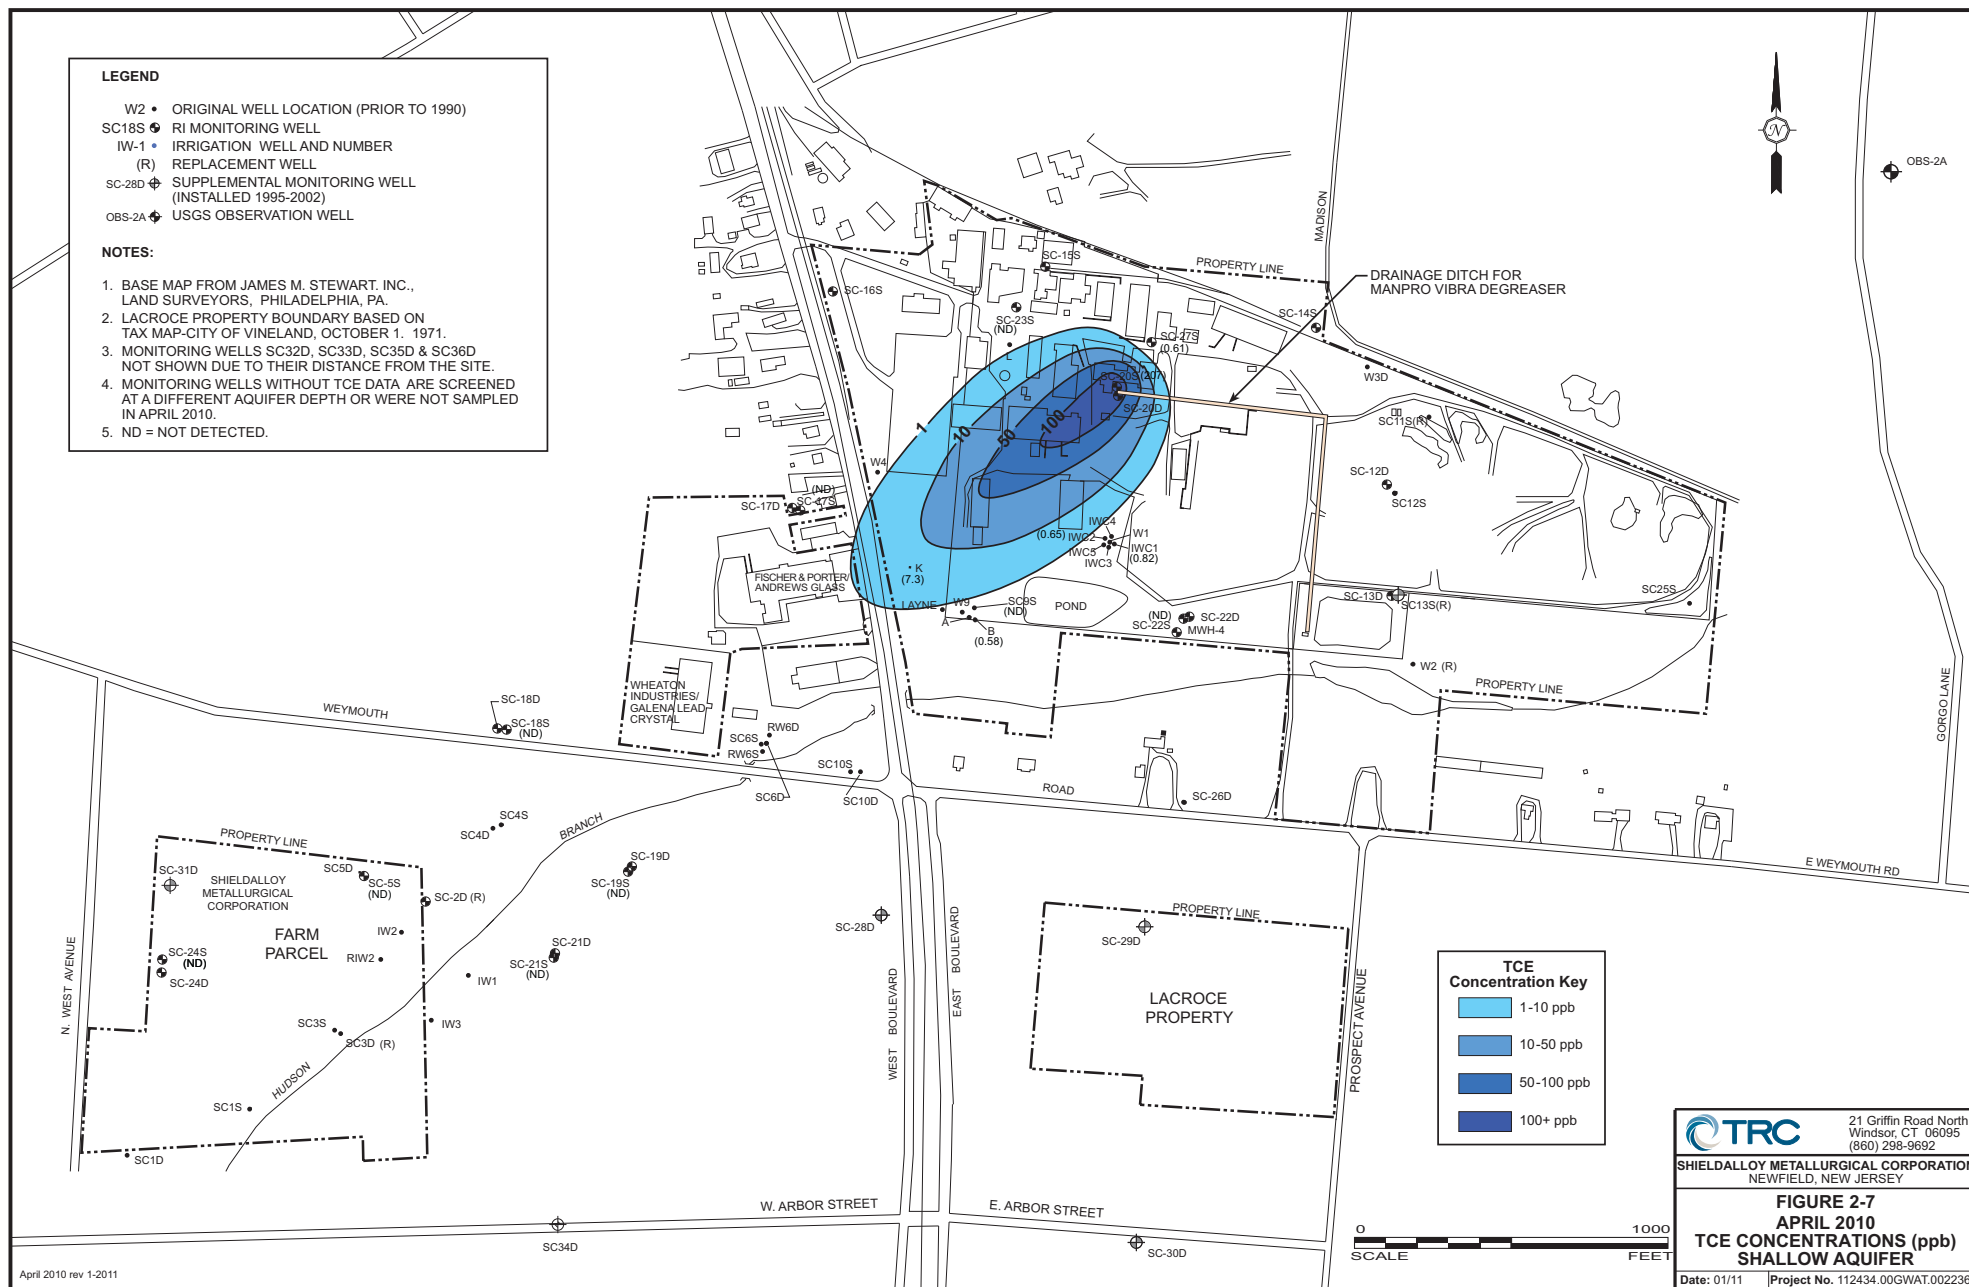 LEGEND
W2 • ORIGINAL WELL LOCATION (PRIOR TO 1990)
SC18S RI MONITORING WELL
IW-1 • IRRIGATION WELL AND NUMBER
(R) REPLACEMENT WELL
SC-28D SUPPLEMENTAL MONITORING WELL
(INSTALLED 1995-2002)
OBS-2A USGS OBSERVATION WELL
NOTES:
1. BASE MAP FROM JAMES M. STEWART. INC.,
LAND SURVEYORS, PHILADELPHIA, PA.
2. LACROCE PROPERTY BOUNDARY BASED ON
TAX MAP-CITY OF VINELAND, OCTOBER 1. 1971.
3. MONITORING WELLS SC32D, SC33D, SC35D & SC36D
NOT SHOWN DUE TO THEIR DISTANCE FROM THE SITE.
4. MONITORING WELLS WITHOUT TCE DATA ARE SCREENED
AT A DIFFERENT AQUIFER DEPTH OR WERE NOT SAMPLED
IN APRIL 2010.
5. ND = NOT DETECTED.
N
OBS-2A
MADISON
PROPERTY LINE
DRAINAGE DITCH FOR
MANPRO VIBRA DEGREASER
SC-15S
SC-16S
SC-23S
(ND)
L
SC-14S
SC-27S
(0.61)
W3D
SC-20S (207)
SC-20D
1
10
50
100
SC11S(R)
W4
SC-12D
SC12S
(ND)
SC-17D
SC-17S
IWC4
(0.65)
IWC2
W1
IWC5
IWC1
(0.82)
IWC3
K
(7.3)
FISCHER & PORTER/
ANDREWS GLASS
LAYNE
W9
SC9S
(ND)
A
B
(0.58)
POND
(ND)
SC-22S
SC-22D
MWH-4
SC-13D
SC13S(R)
SC25S
W2 (R)
PROPERTY LINE
GORGO LANE
WHEATON
INDUSTRIES/
GALENA LEAD
CRYSTAL
SC-18D
SC-18S
(ND)
WEYMOUTH
RW6D
SC6S
RW6S
SC6D
SC10S
SC10D
ROAD
SC-26D
E WEYMOUTH RD
SC4S
SC4D
BRANCH
PROPERTY LINE
SC-31D
SHIELDALLOY
METALLURGICAL
CORPORATION
SC5D
SC-5S
(ND)
SC-2D (R)
SC-19D
SC-19S
(ND)
FARM
PARCEL
IW2
RIW2
SC-24S
(ND)
SC-24D
SC-21D
SC-21S
(ND)
IW1
IW3
SC3S
SC3D (R)
HUDSON
SC1S
SC1D
N. WEST AVENUE
SC-28D
WEST BOULEVARD
EAST BOULEVARD
PROPERTY LINE
SC-29D
LACROCE
PROPERTY
PROSPECT AVENUE
TCE
Concentration Key
1-10 ppb
10-50 ppb
50-100 ppb
100+ ppb
W. ARBOR STREET
E. ARBOR STREET
SC34D
SC-30D
0 1000
SCALE FEET
TRC
21 Griffin Road North
Windsor, CT 06095
(860) 298-9692
SHIELDALLOY METALLURGICAL CORPORATION
NEWFIELD, NEW JERSEY
FIGURE 2-7
APRIL 2010
TCE CONCENTRATIONS (ppb)
SHALLOW AQUIFER
Date: 01/11 Project No. 112434.00GWAT.002236
April 2010 rev 1-2011